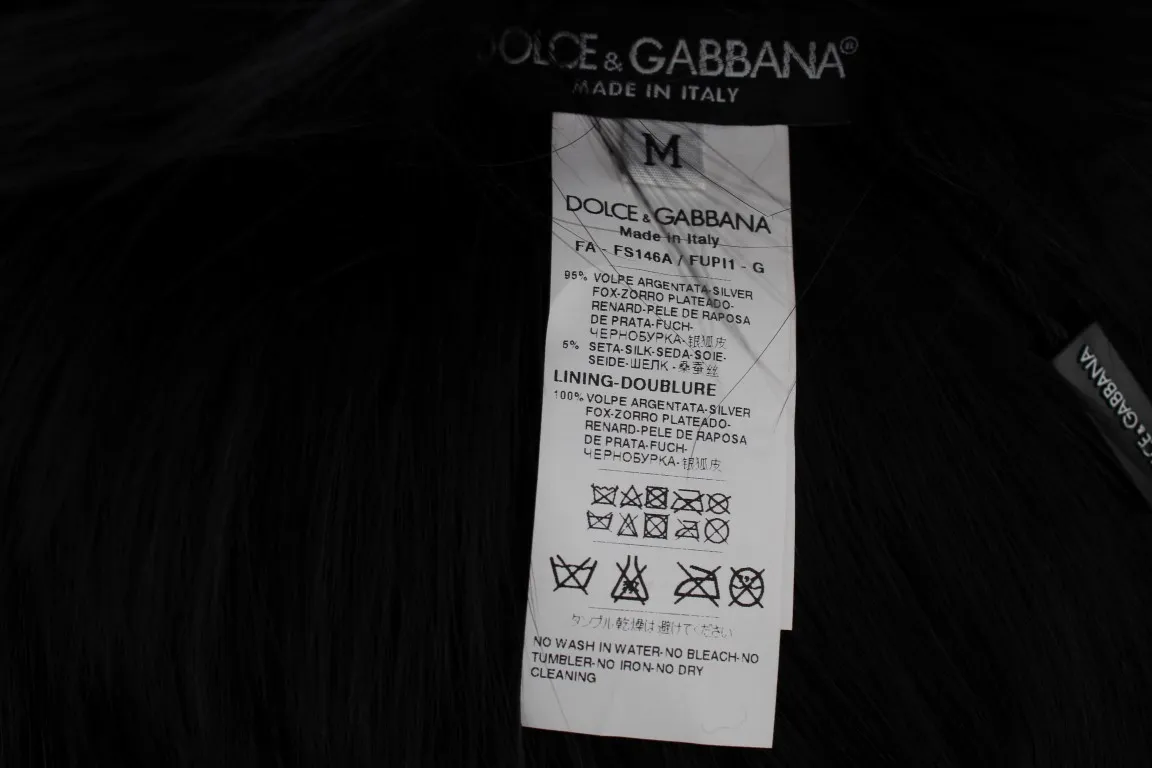 DOLCE & GABBANA®
MADE IN ITALY
M
DOLCE & GABBANA
Made in Italy
FA - FS146A / FUPI1 - G
95% VOLPE ARGENTATA-SILVER
FOX-ZORRO PLATEADO-
RENARD-PELE DE RAPOSA
DE PRATA-FUCH-
ЧЕРНОБУРКА-银狐皮
5% SETA-SILK-SEDA-SOIE-
SEIDE-ШЕЛК-桑蚕丝
LINING-DOUBLURE
100% VOLPE ARGENTATA-SILVER
FOX-ZORRO PLATEADO-
RENARD-PELE DE RAPOSA
DE PRATA-FUCH-
ЧЕРНОБУРКА-银狐皮
タンブル乾燥は避けてください
NO WASH IN WATER-NO BLEACH-NO
TUMBLER-NO IRON-NO DRY
CLEANING
CE & GABBANA